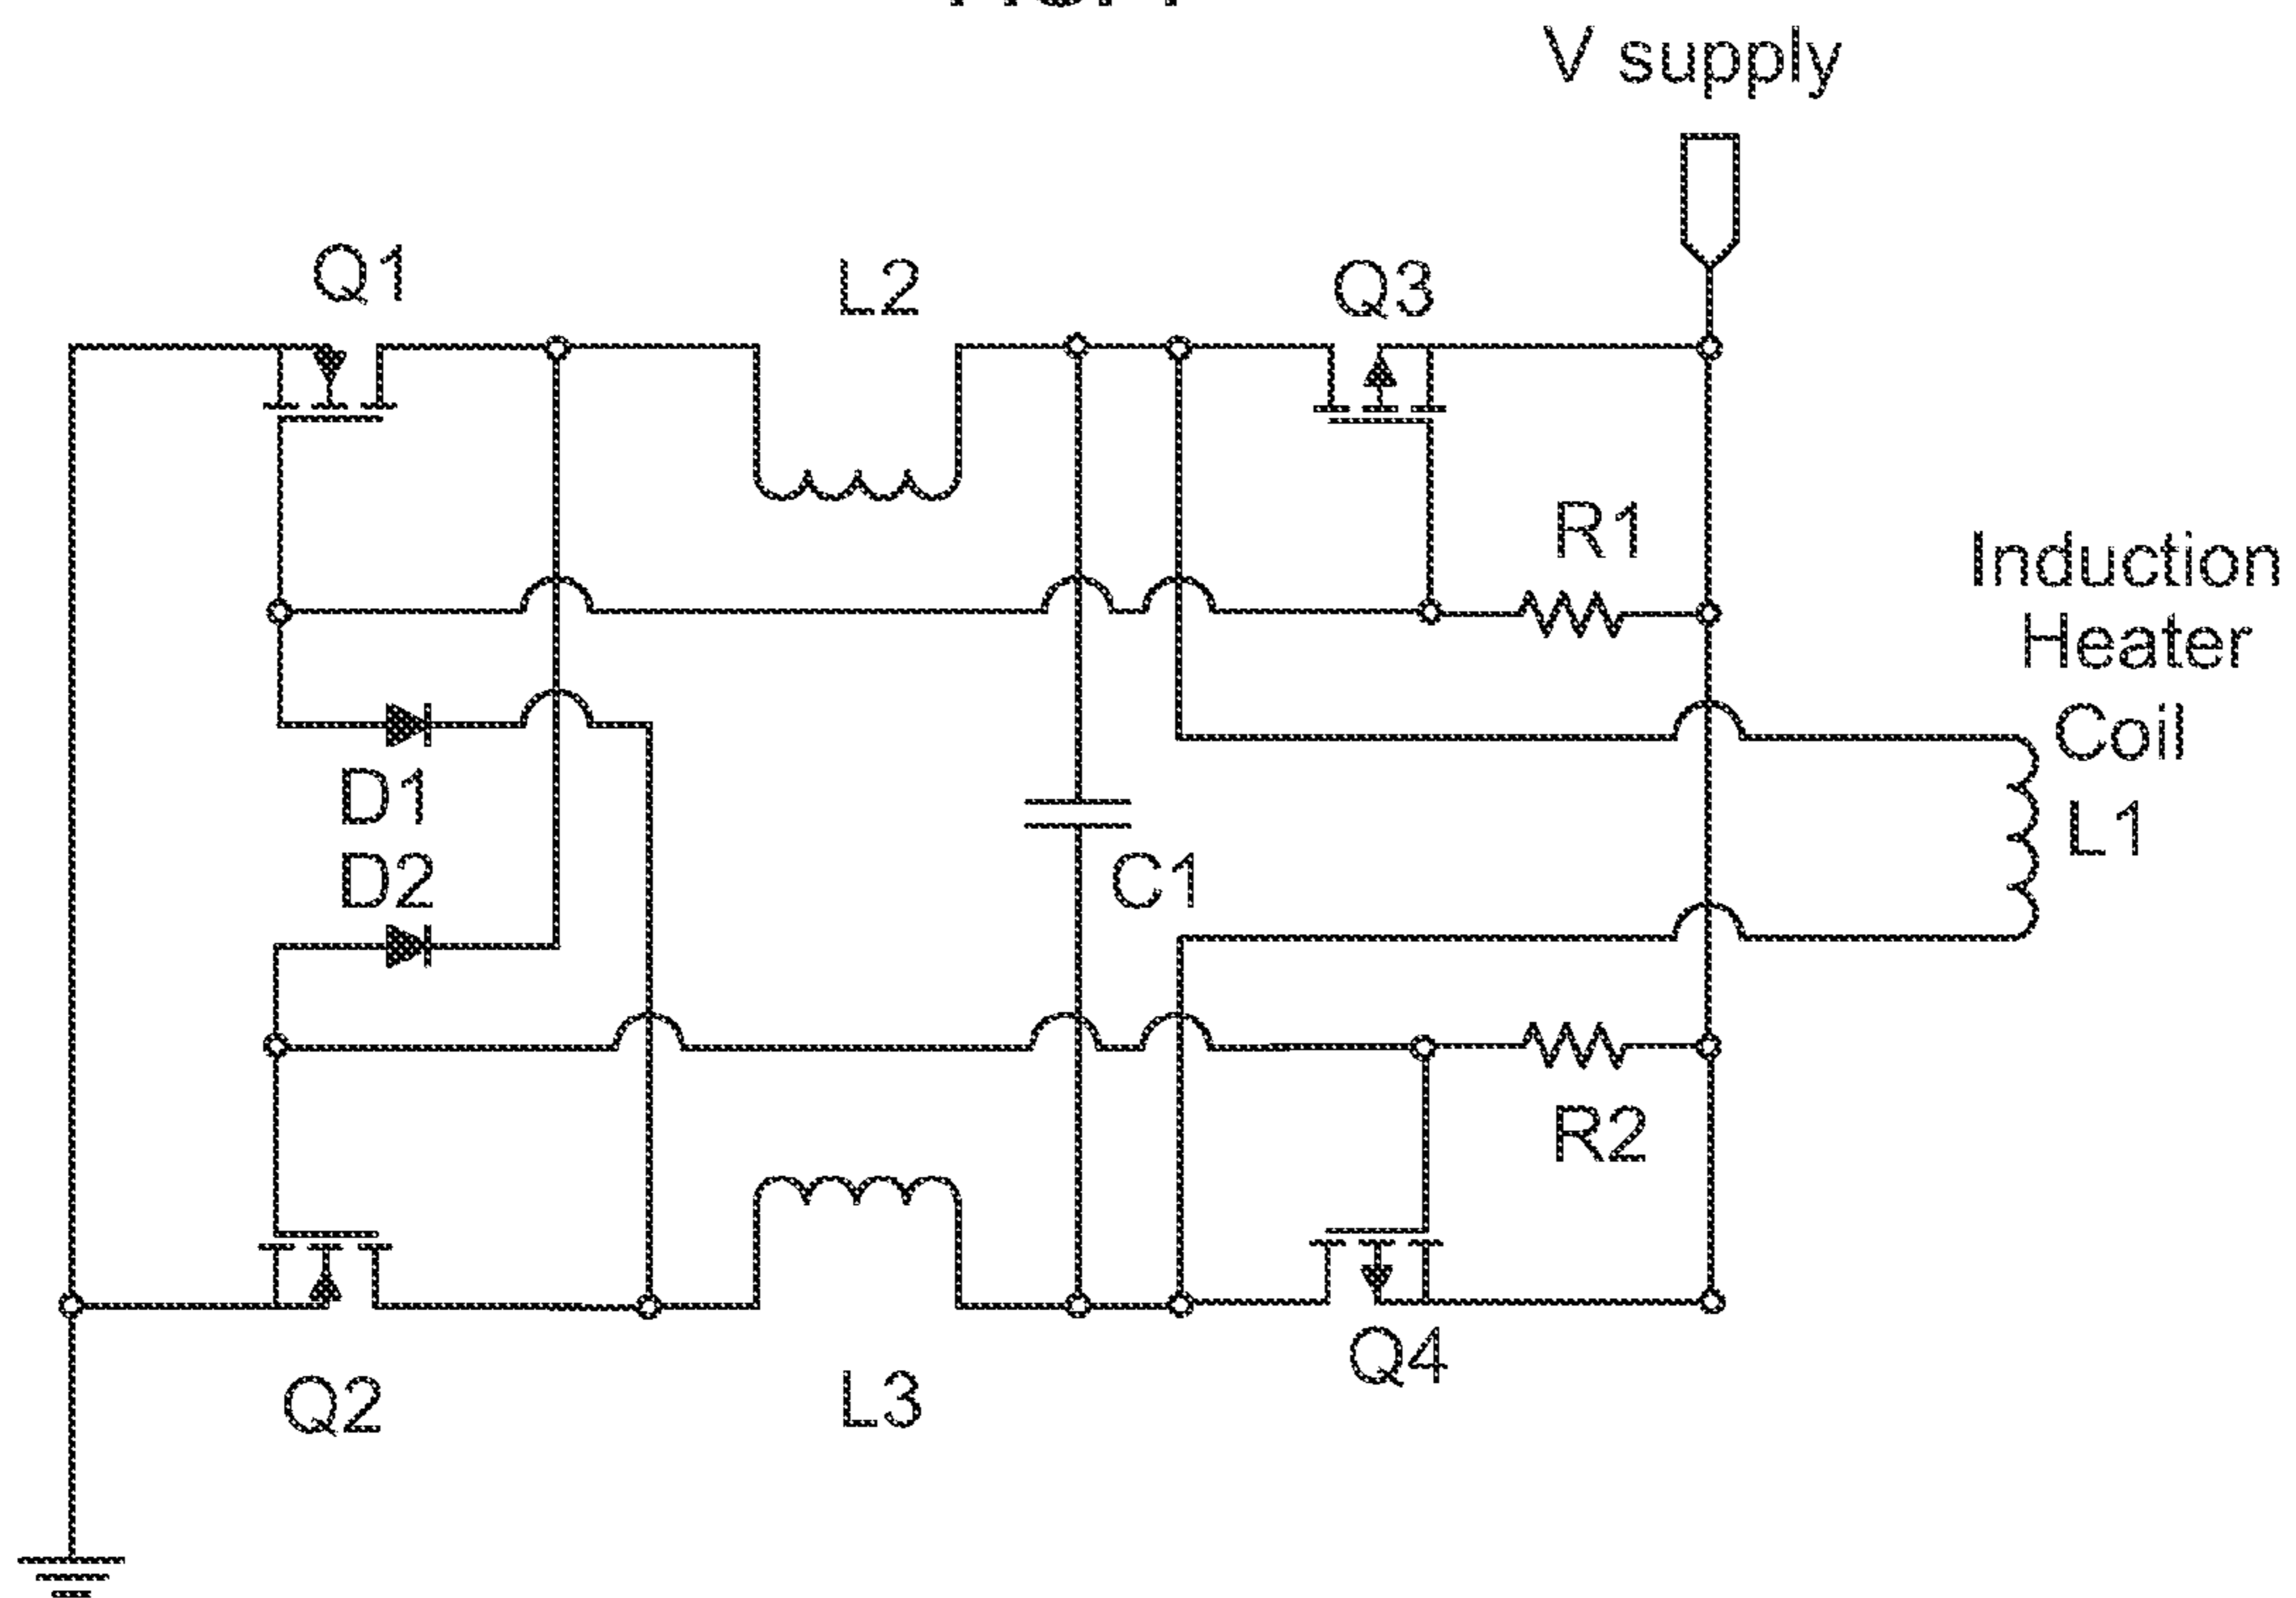 V supply
Q1
L2
Q3
R1
Induction
Heater
Coil
L1
D1
D2
C1
R2
Q2
L3
Q4